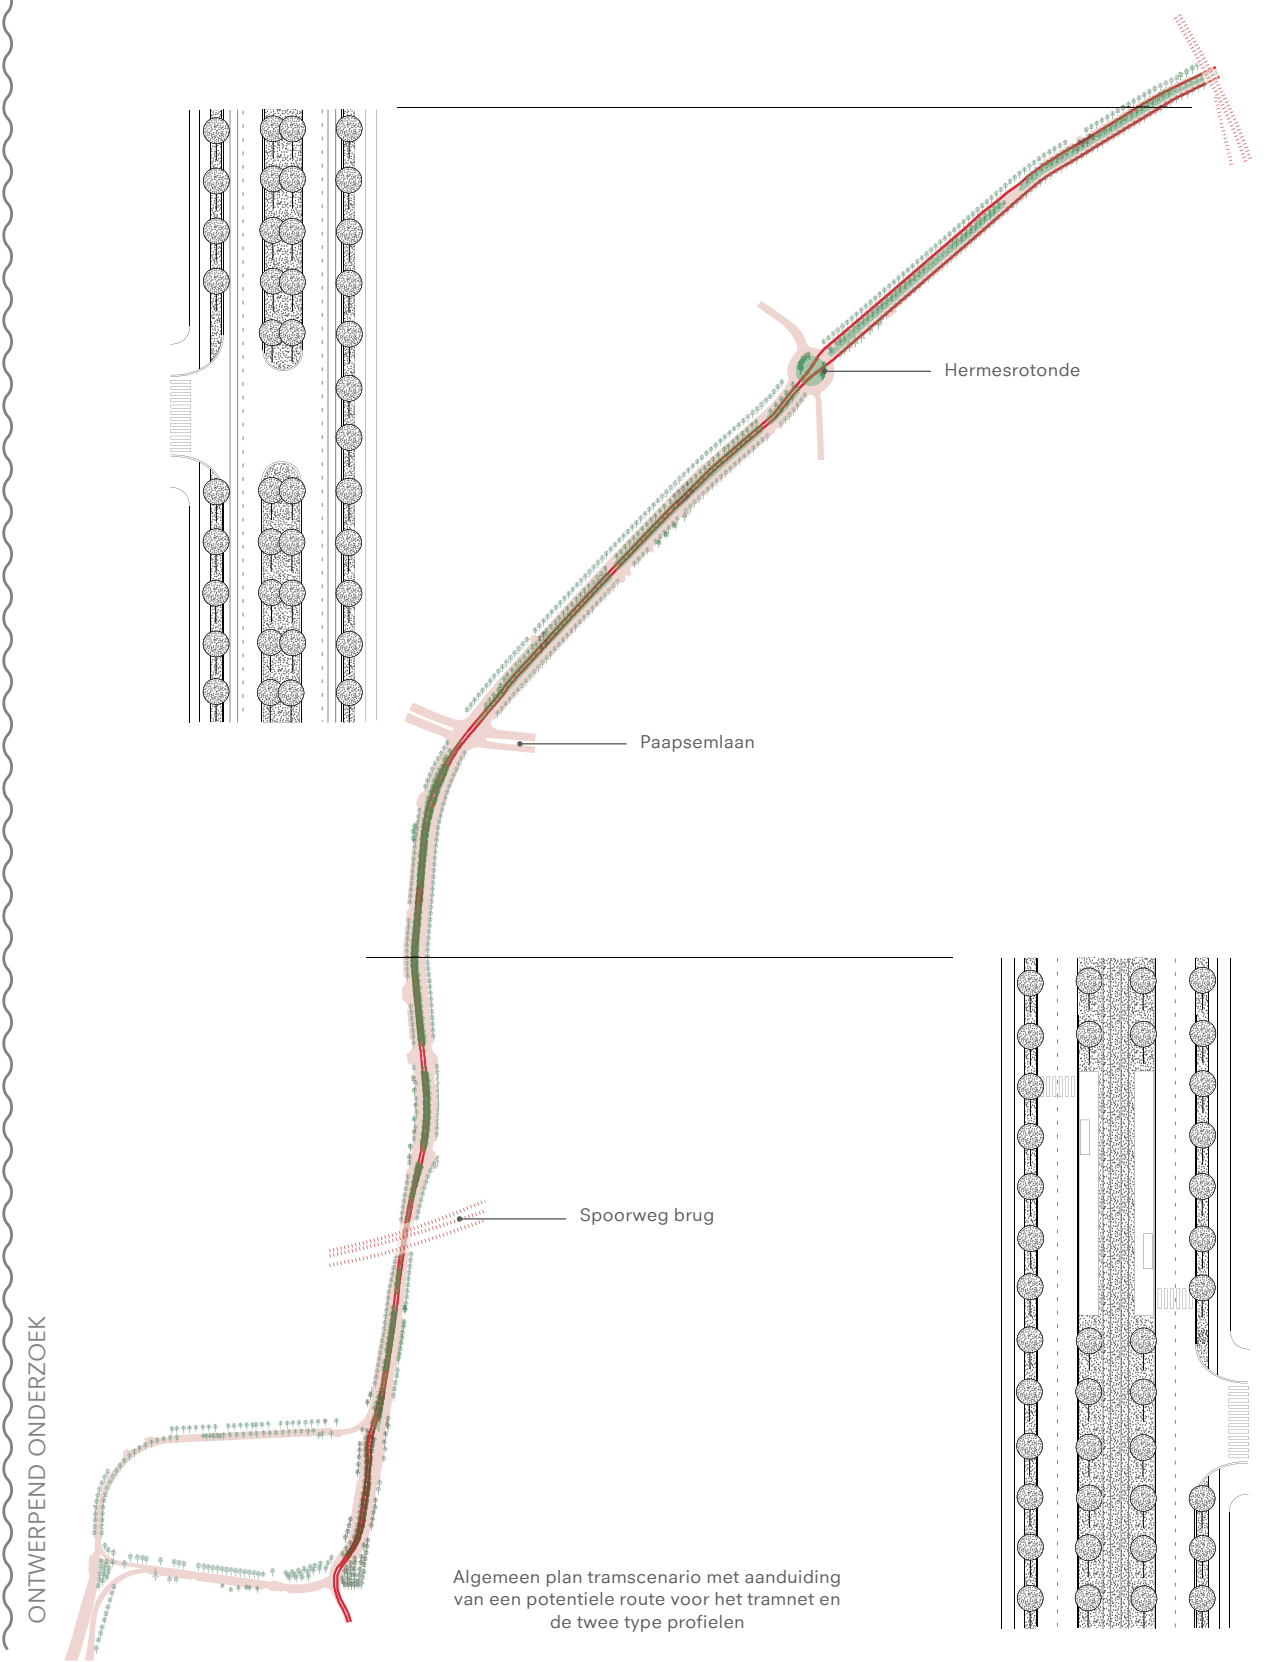 Hermesrotonde
Paapsemlaan
Spoorweg brug
ONTWERPEND ONDERZOEK
Algemeen plan tramscenario met aanduiding
van een potentiele route voor het tramnet en
de twee type profielen